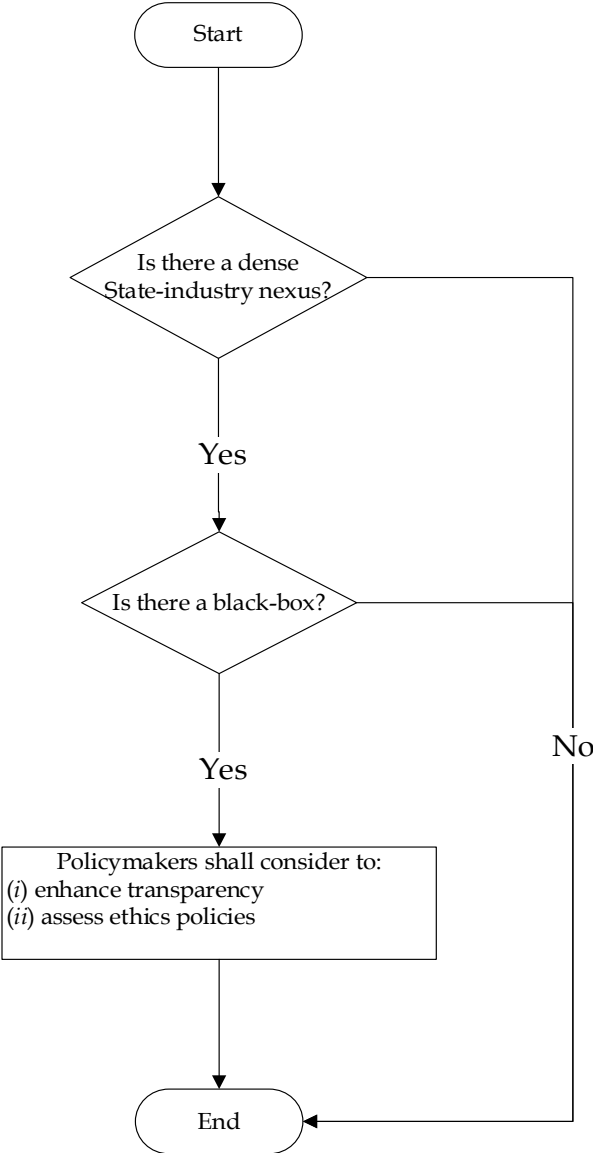 Start
Is there a dense
State-industry nexus?
Yes
Is there a black-box?
No
Yes
Policymakers shall consider to:
(i) enhance transparency
(ii) assess ethics policies
End